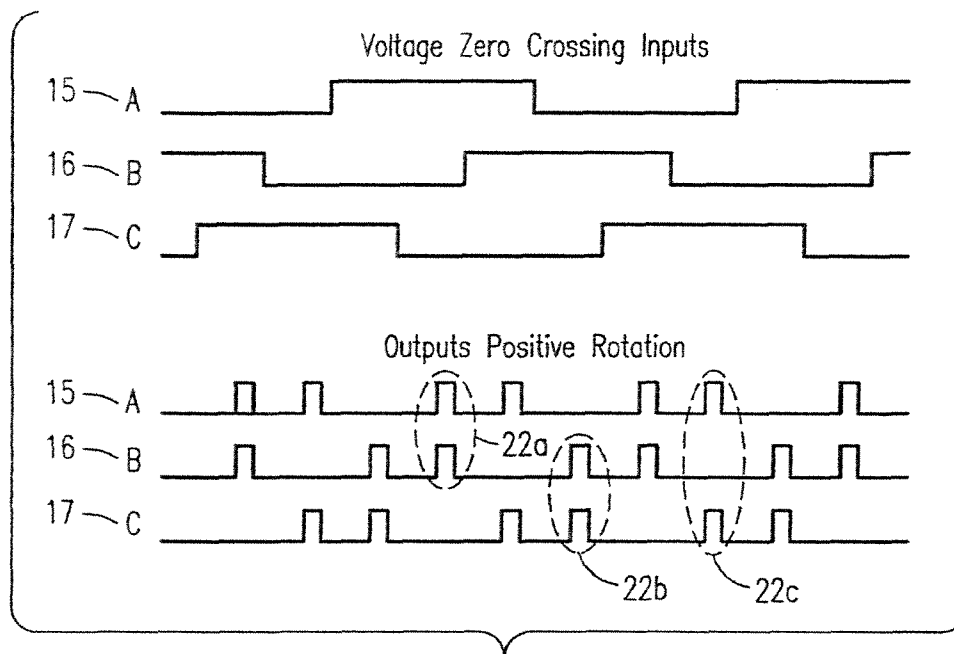 Voltage Zero Crossing Inputs
15 A
16 B
17 C
Outputs Positive Rotation
15 A
16 B
22a
17 C
22b
22c